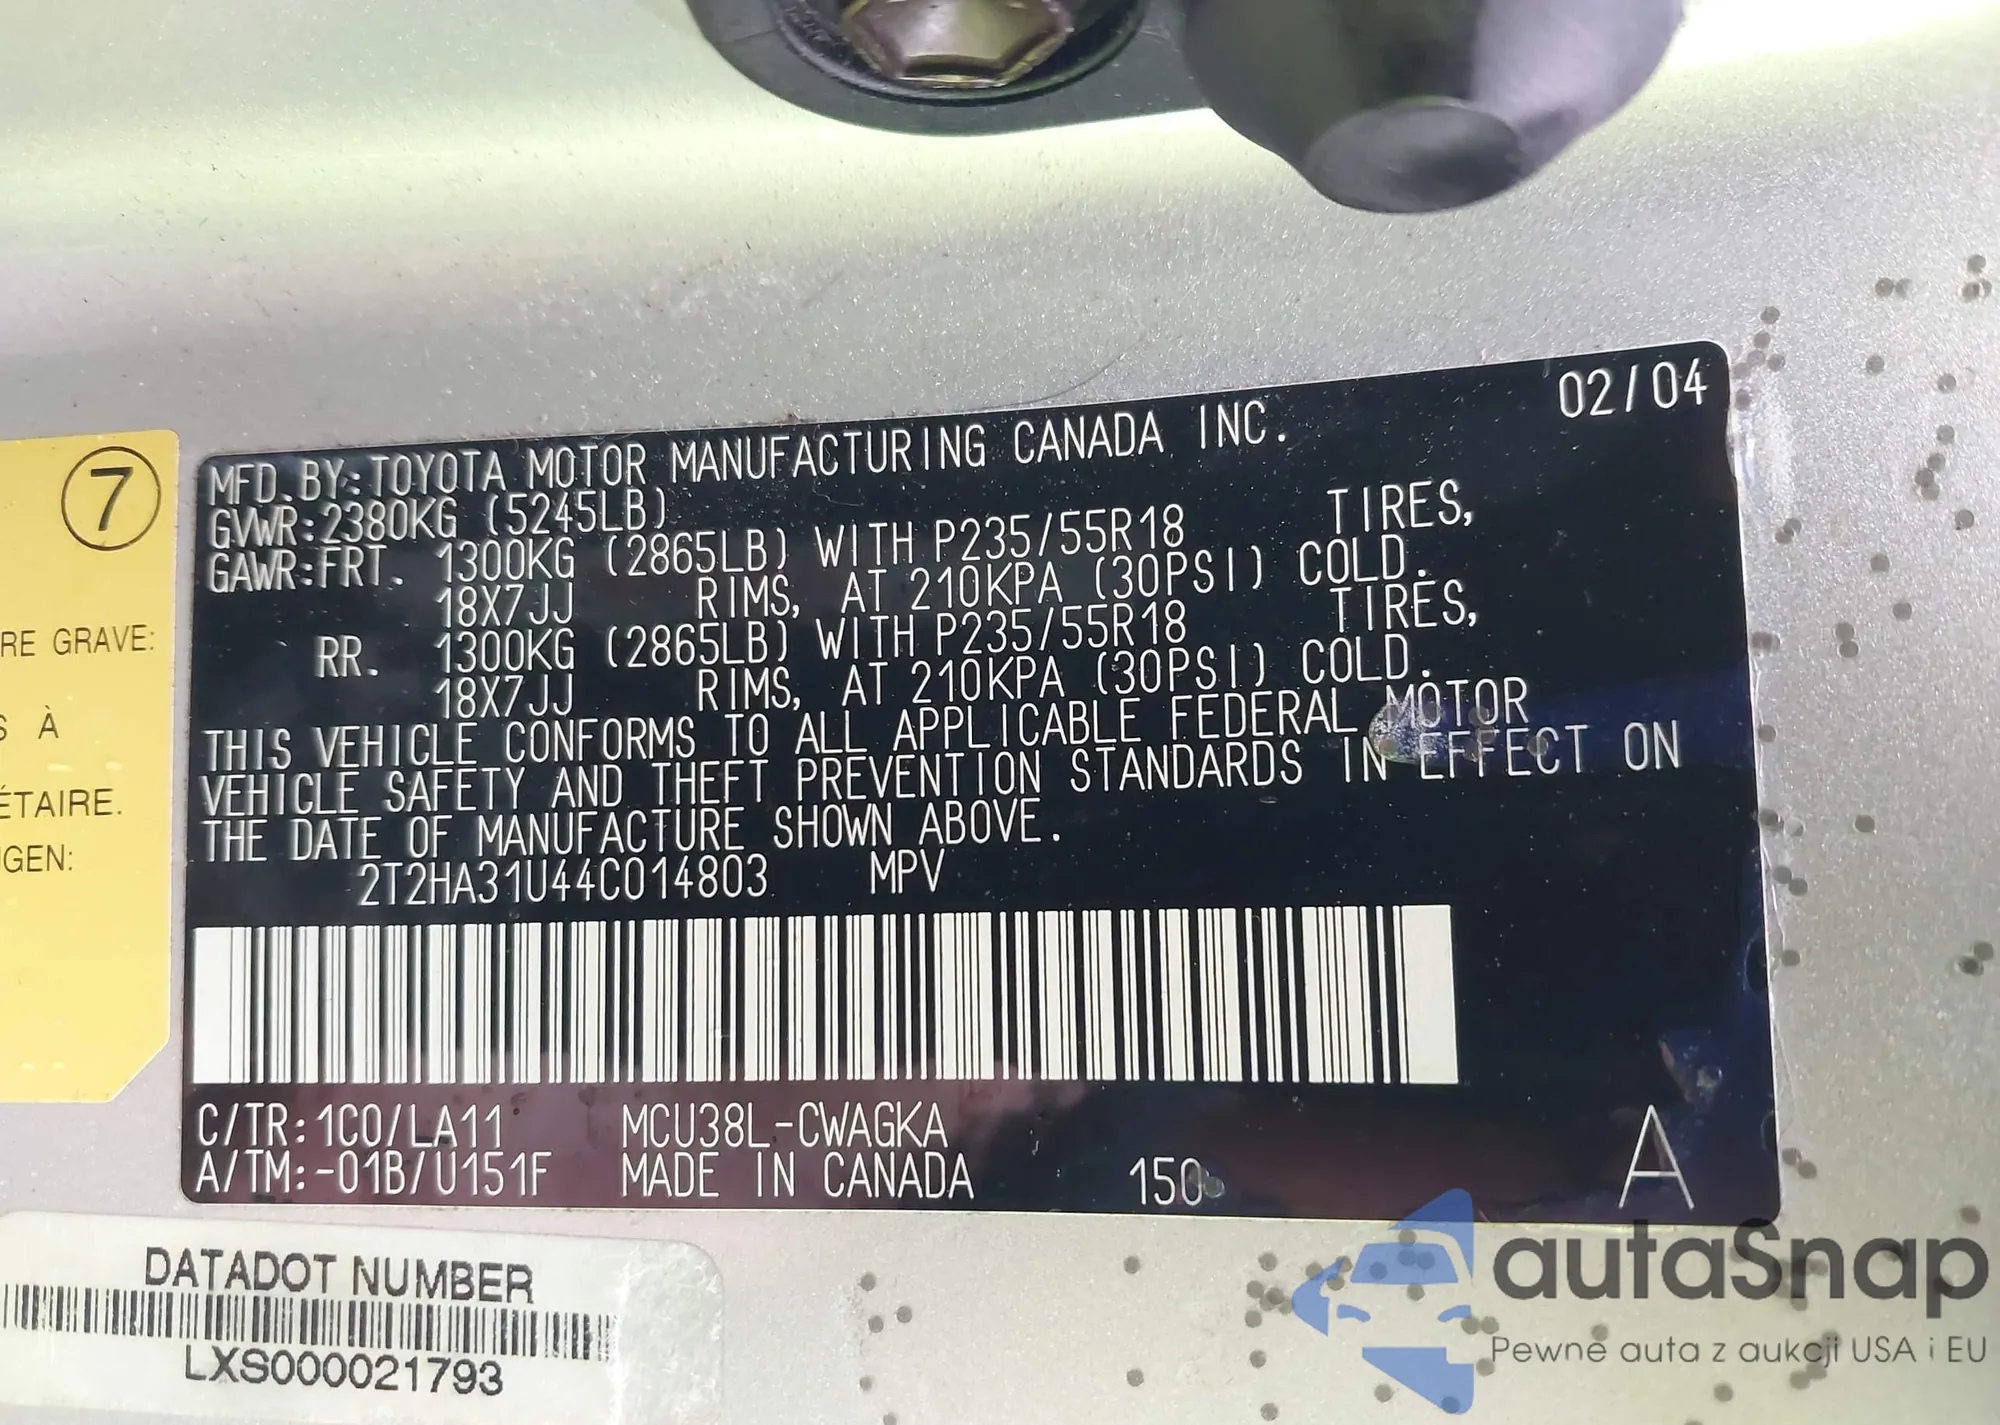 7
RE GRAVE:
S À
ÉTAIRE.
GEN:
02/04
MFD. BY: TOYOTA MOTOR MANUFACTURING CANADA INC.
GVWR: 2380KG (5245LB)
GAWR: FRT. 1300KG (2865LB) WITH P235/55R18 TIRES,
18X7JJ RIMS, AT 210KPA (30PSI) COLD.
RR. 1300KG (2865LB) WITH P235/55R18 TIRES,
18X7JJ RIMS, AT 210KPA (30PSI) COLD.
THIS VEHICLE CONFORMS TO ALL APPLICABLE FEDERAL MOTOR
VEHICLE SAFETY AND THEFT PREVENTION STANDARDS IN EFFECT ON
THE DATE OF MANUFACTURE SHOWN ABOVE.
2T2HA31U44C014803 MPV
C/TR: 1C0/LA11 MCU38L-CWAGKA
A/TM: -01B/U151F MADE IN CANADA 150 A
DATADOT NUMBER
LXS000021793
autoSnap
Pewne auta z aukcji USA i EU